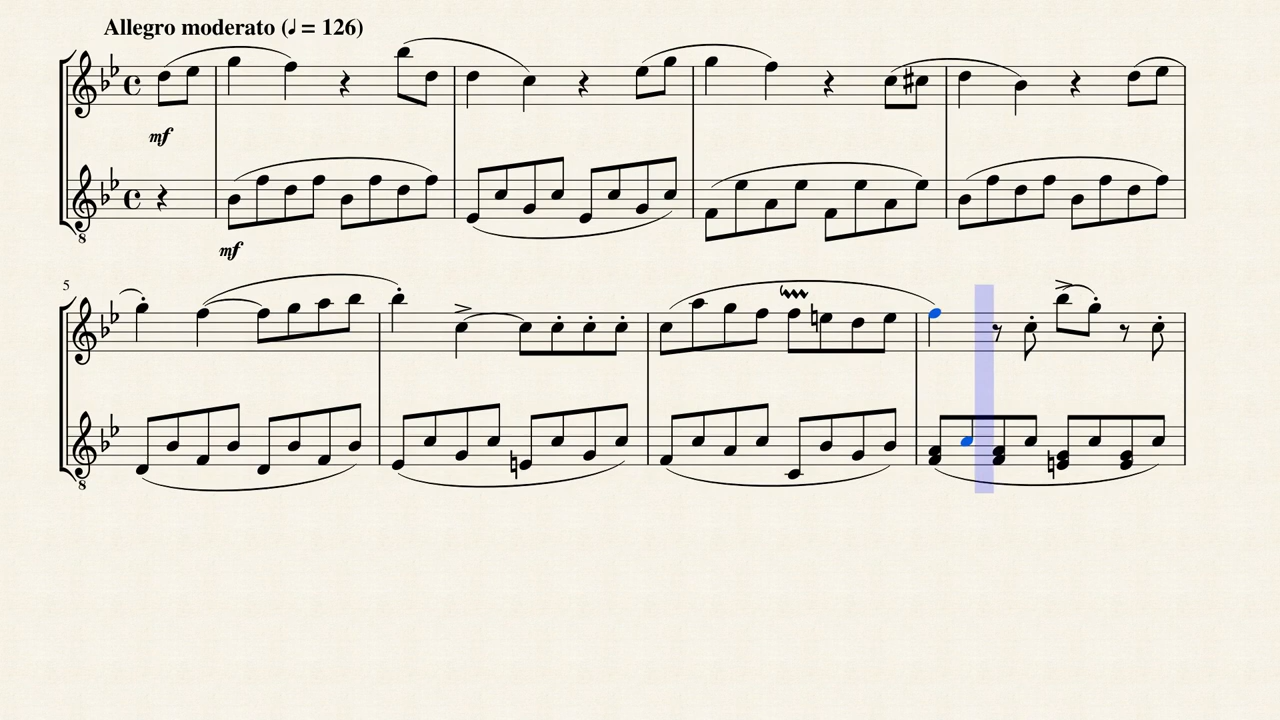 Allegro moderato (♩ = 126)
mf
8
mf
5
8